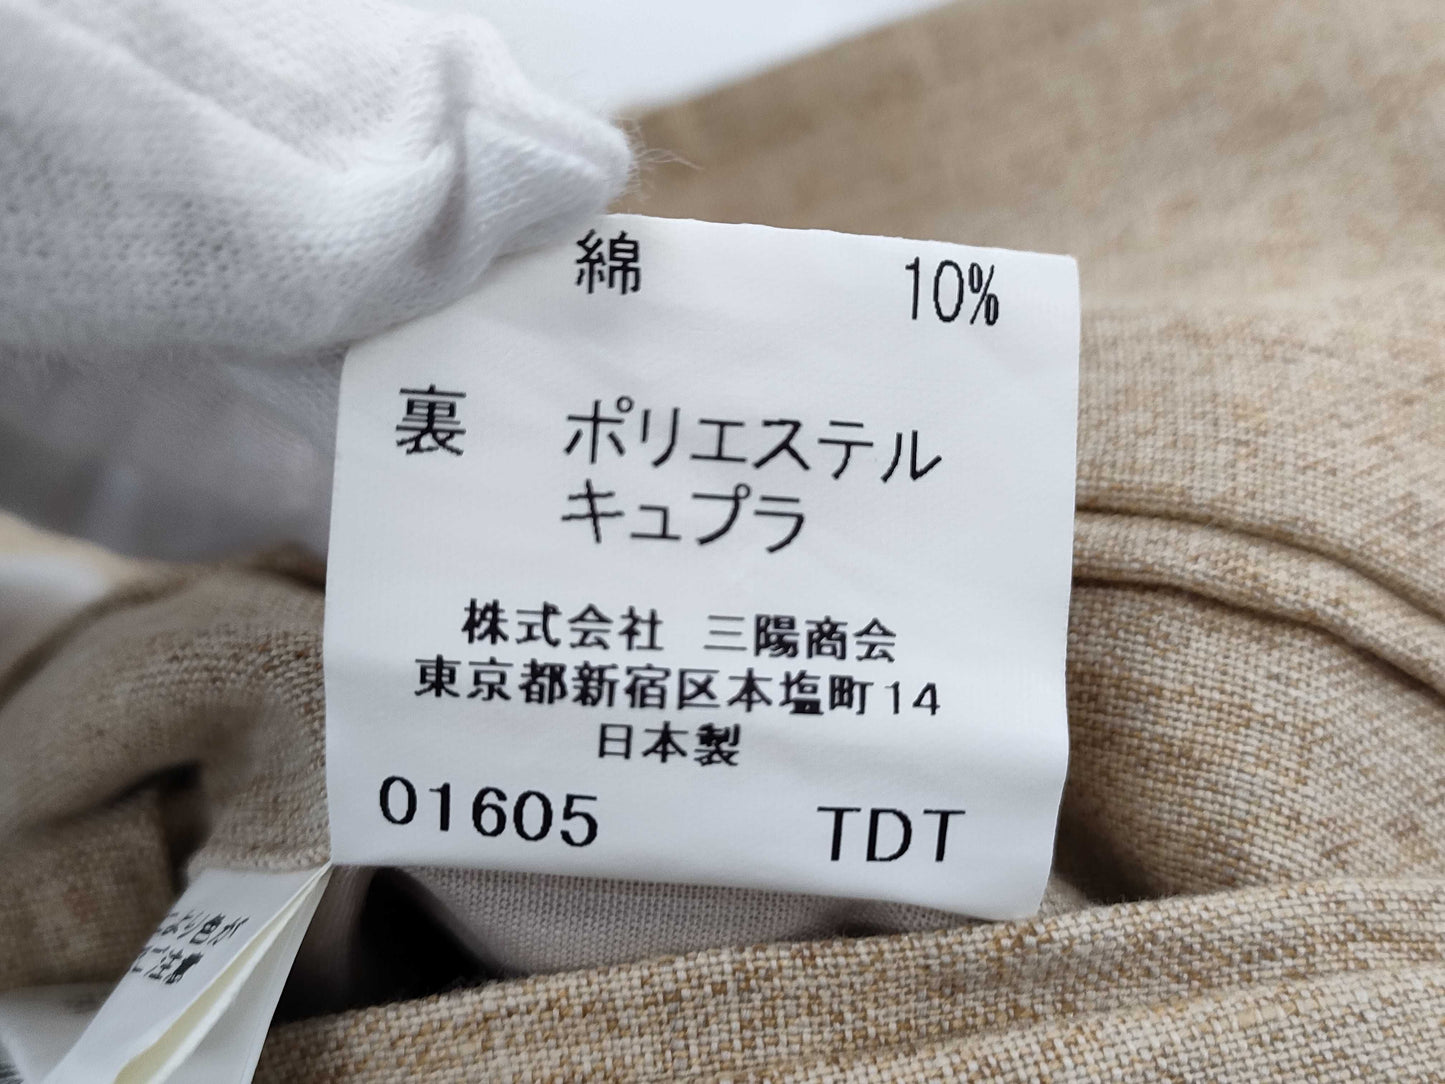 綿 10%
裏 ポリエステル
キュプラ
株式会社 三陽商会
東京都新宿区本塩町14
日本製
01605 TDT